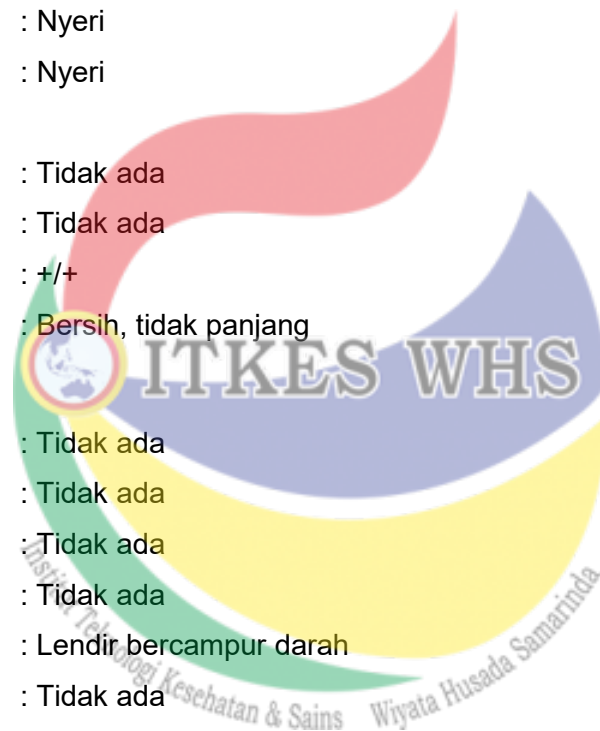 : Nyeri
: Nyeri
: Tidak ada
: Tidak ada
: +/+
: Bersih, tidak panjang
ITKES WHS
: Tidak ada
: Tidak ada
: Tidak ada
: Tidak ada
: Lendir bercampur darah
: Tidak ada
Institut Teknologi Kesehatan & Sains Wiyata Husada Samarinda